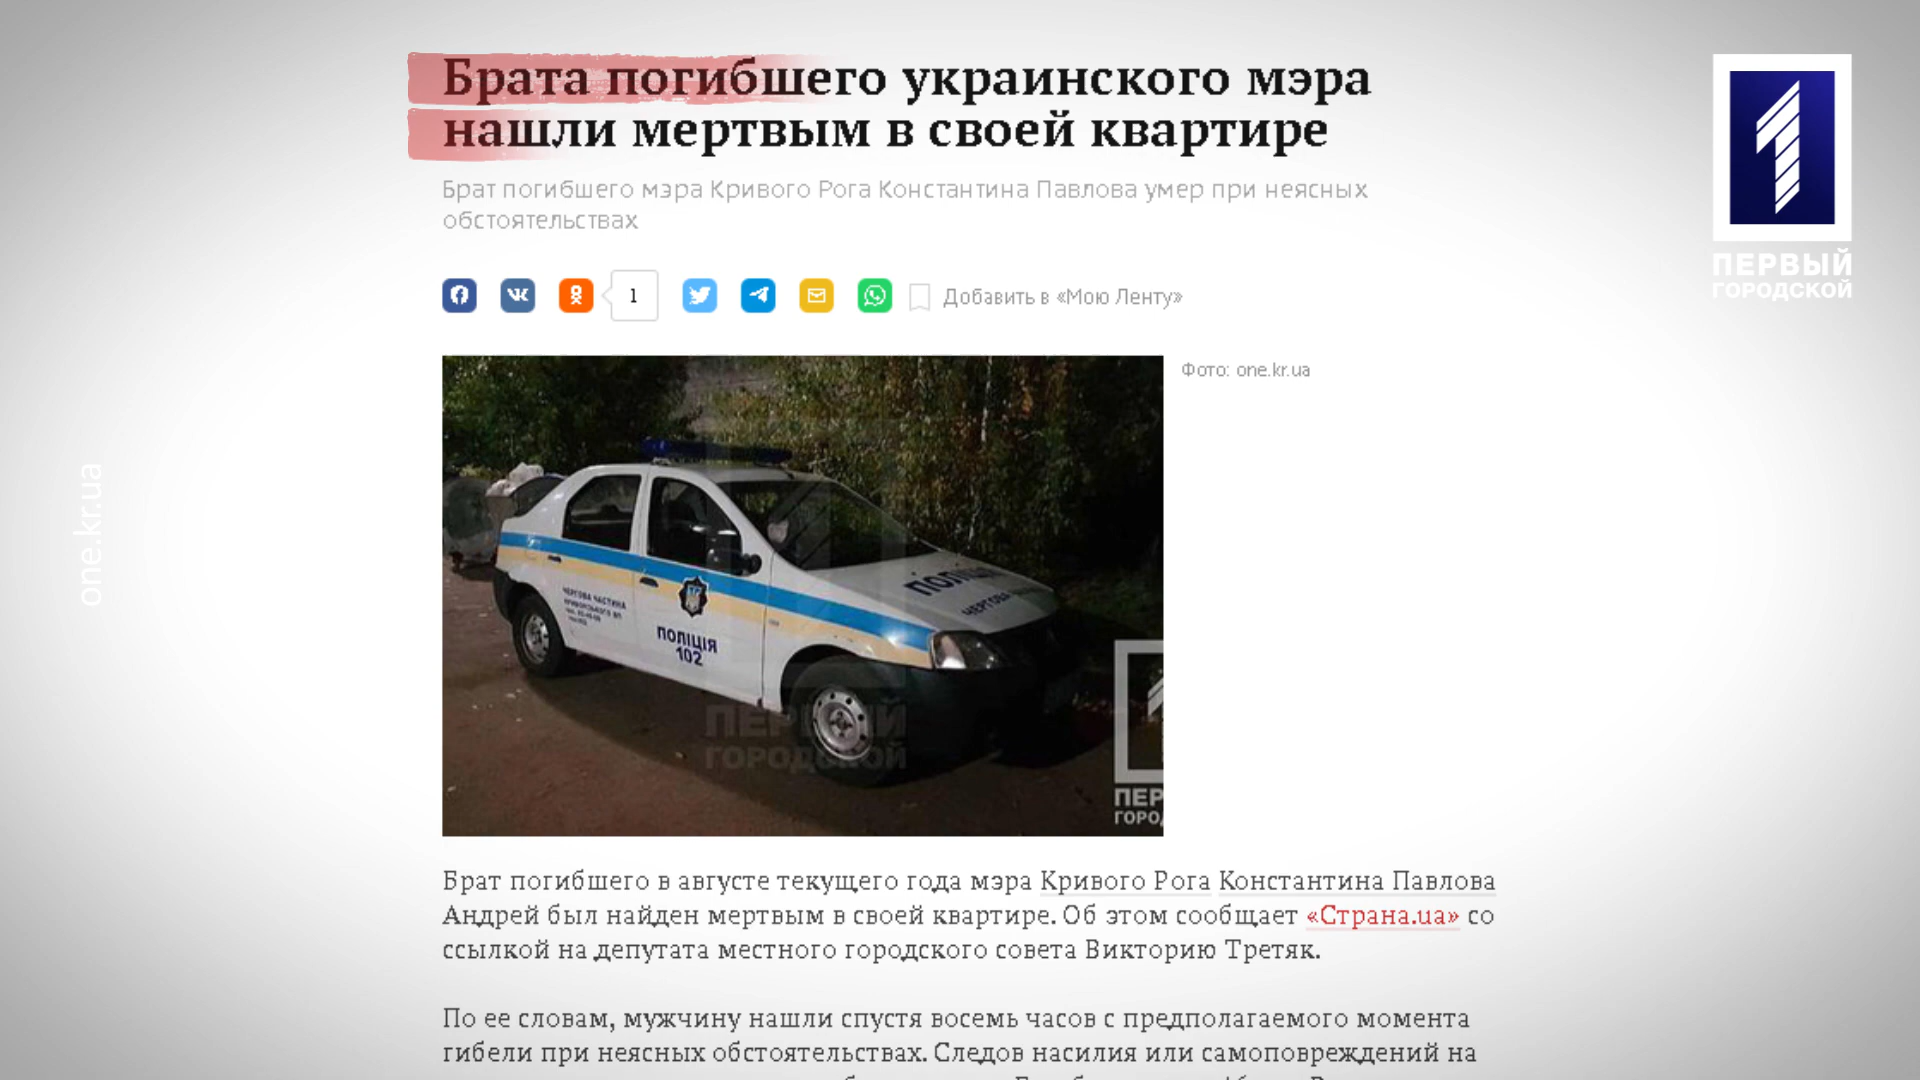 Брата погибшего украинского мэра
нашли мертвым в своей квартире
Брат погибшего мэра Кривого Рога Константина Павлова умер при неясных
обстоятельствах
1
Добавить в «Мою Ленту»
ПЕРВЫЙ
ГОРОДСКОЙ
one.kr.ua
Фото: one.kr.ua
ЧЕРГОВА ЧАСТИНА
ПОЛІЦІЯ
102
ПЕРВЫЙ
ГОРОДСКОЙ
ПЕР
ГОРО
Брат погибшего в августе текущего года мэра Кривого Рога Константина Павлова
Андрей был найден мертвым в своей квартире. Об этом сообщает «Страна.ua» со
ссылкой на депутата местного городского совета Викторию Третяк.
По ее словам, мужчину нашли спустя восемь часов с предполагаемого момента
гибели при неясных обстоятельствах. Следов насилия или самоповреждений на